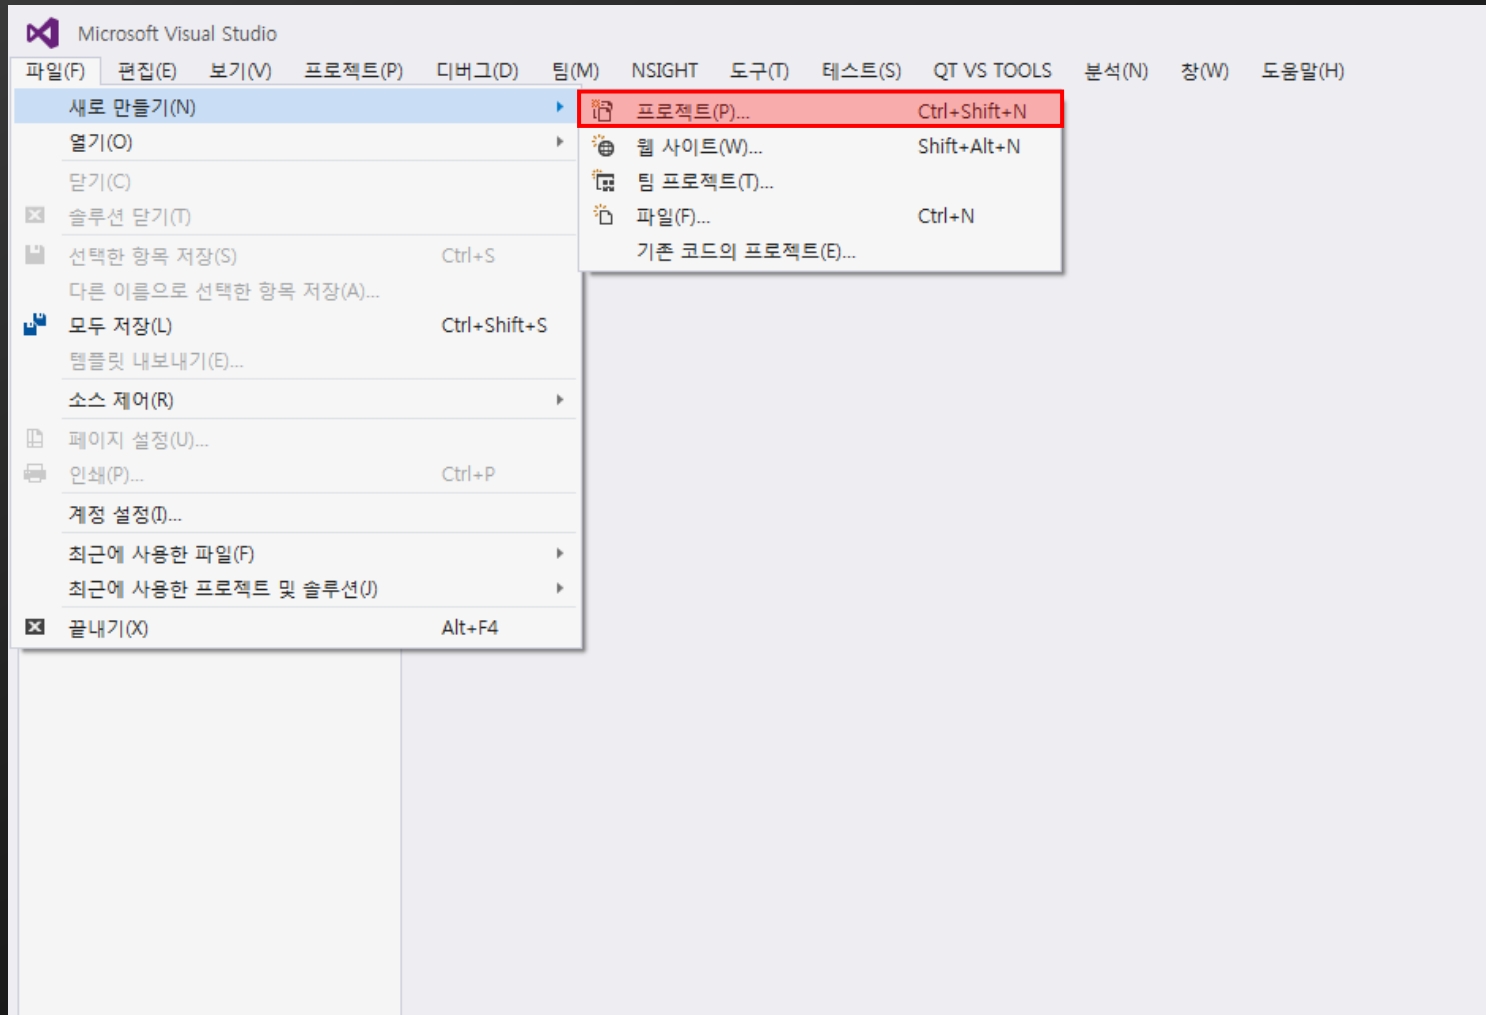 Microsoft Visual Studio
파일(F) 편집(E) 보기(V) 프로젝트(P) 디버그(D) 팀(M) NSIGHT 도구(T) 테스트(S) QT VS TOOLS 분석(N) 창(W) 도움말(H)
새로 만들기(N)
열기(O)
닫기(C)
솔루션 닫기(T)
선택한 항목 저장(S) Ctrl+S
다른 이름으로 선택한 항목 저장(A)...
모두 저장(L) Ctrl+Shift+S
템플릿 내보내기(E)...
소스 제어(R)
페이지 설정(U)...
인쇄(P)... Ctrl+P
계정 설정(I)...
최근에 사용한 파일(F)
최근에 사용한 프로젝트 및 솔루션(J)
끝내기(X) Alt+F4
프로젝트(P)... Ctrl+Shift+N
웹 사이트(W)... Shift+Alt+N
팀 프로젝트(T)...
파일(F)... Ctrl+N
기존 코드의 프로젝트(E)...